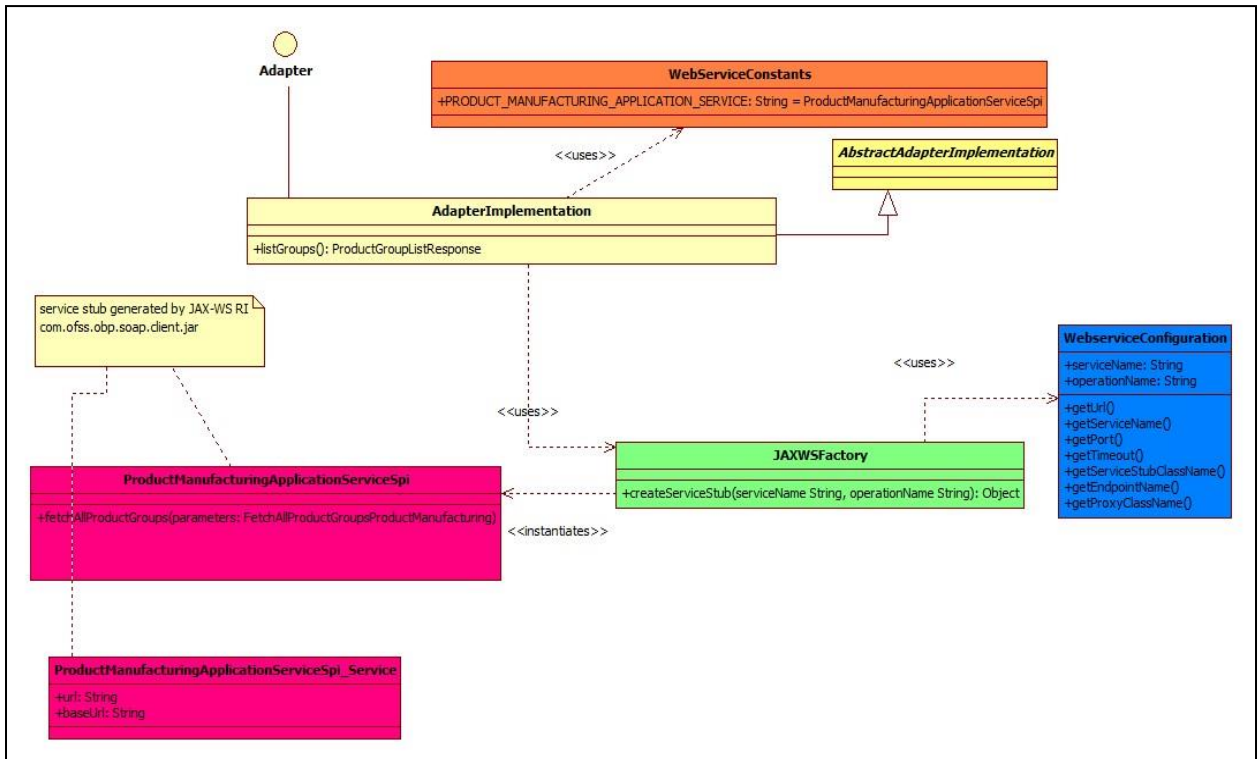 Adapter
WebServiceConstants
+PRODUCT_MANUFACTURING_APPLICATION_SERVICE: String = ProductManufacturingApplicationServiceSpi
<<uses>>
AbstractAdapterImplementation
AdapterImplementation
+listGroups(): ProductGroupListResponse
service stub generated by JAX-WS RI
com.ofss.obp.soap.client.jar
WebserviceConfiguration
+serviceName: String
+operationName: String
+getUrl()
+getServiceName()
+getPort()
+getTimeout()
+getServiceStubClassName()
+getEndpointName()
+getProxyClassName()
<<uses>>
<<uses>>
JAXWSFactory
+createServiceStub(serviceName String, operationName String): Object
ProductManufacturingApplicationServiceSpi
+fetchAllProductGroups(parameters: FetchAllProductGroupsProductManufacturing)
<<instantiates>>
ProductManufacturingApplicationServiceSpi_Service
+url: String
+baseUrl: String